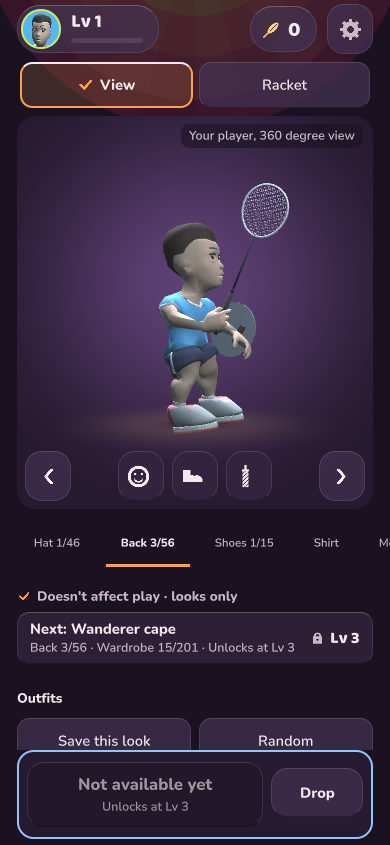 Lv 1
0
View
Racket
Your player, 360 degree view
Hat 1/46
Back 3/56
Shoes 1/15
Shirt
Doesn't affect play · looks only
Next: Wanderer cape
Back 3/56 · Wardrobe 15/201 · Unlocks at Lv 3
Lv 3
Outfits
Save this look
Random
Not available yet
Unlocks at Lv 3
Drop